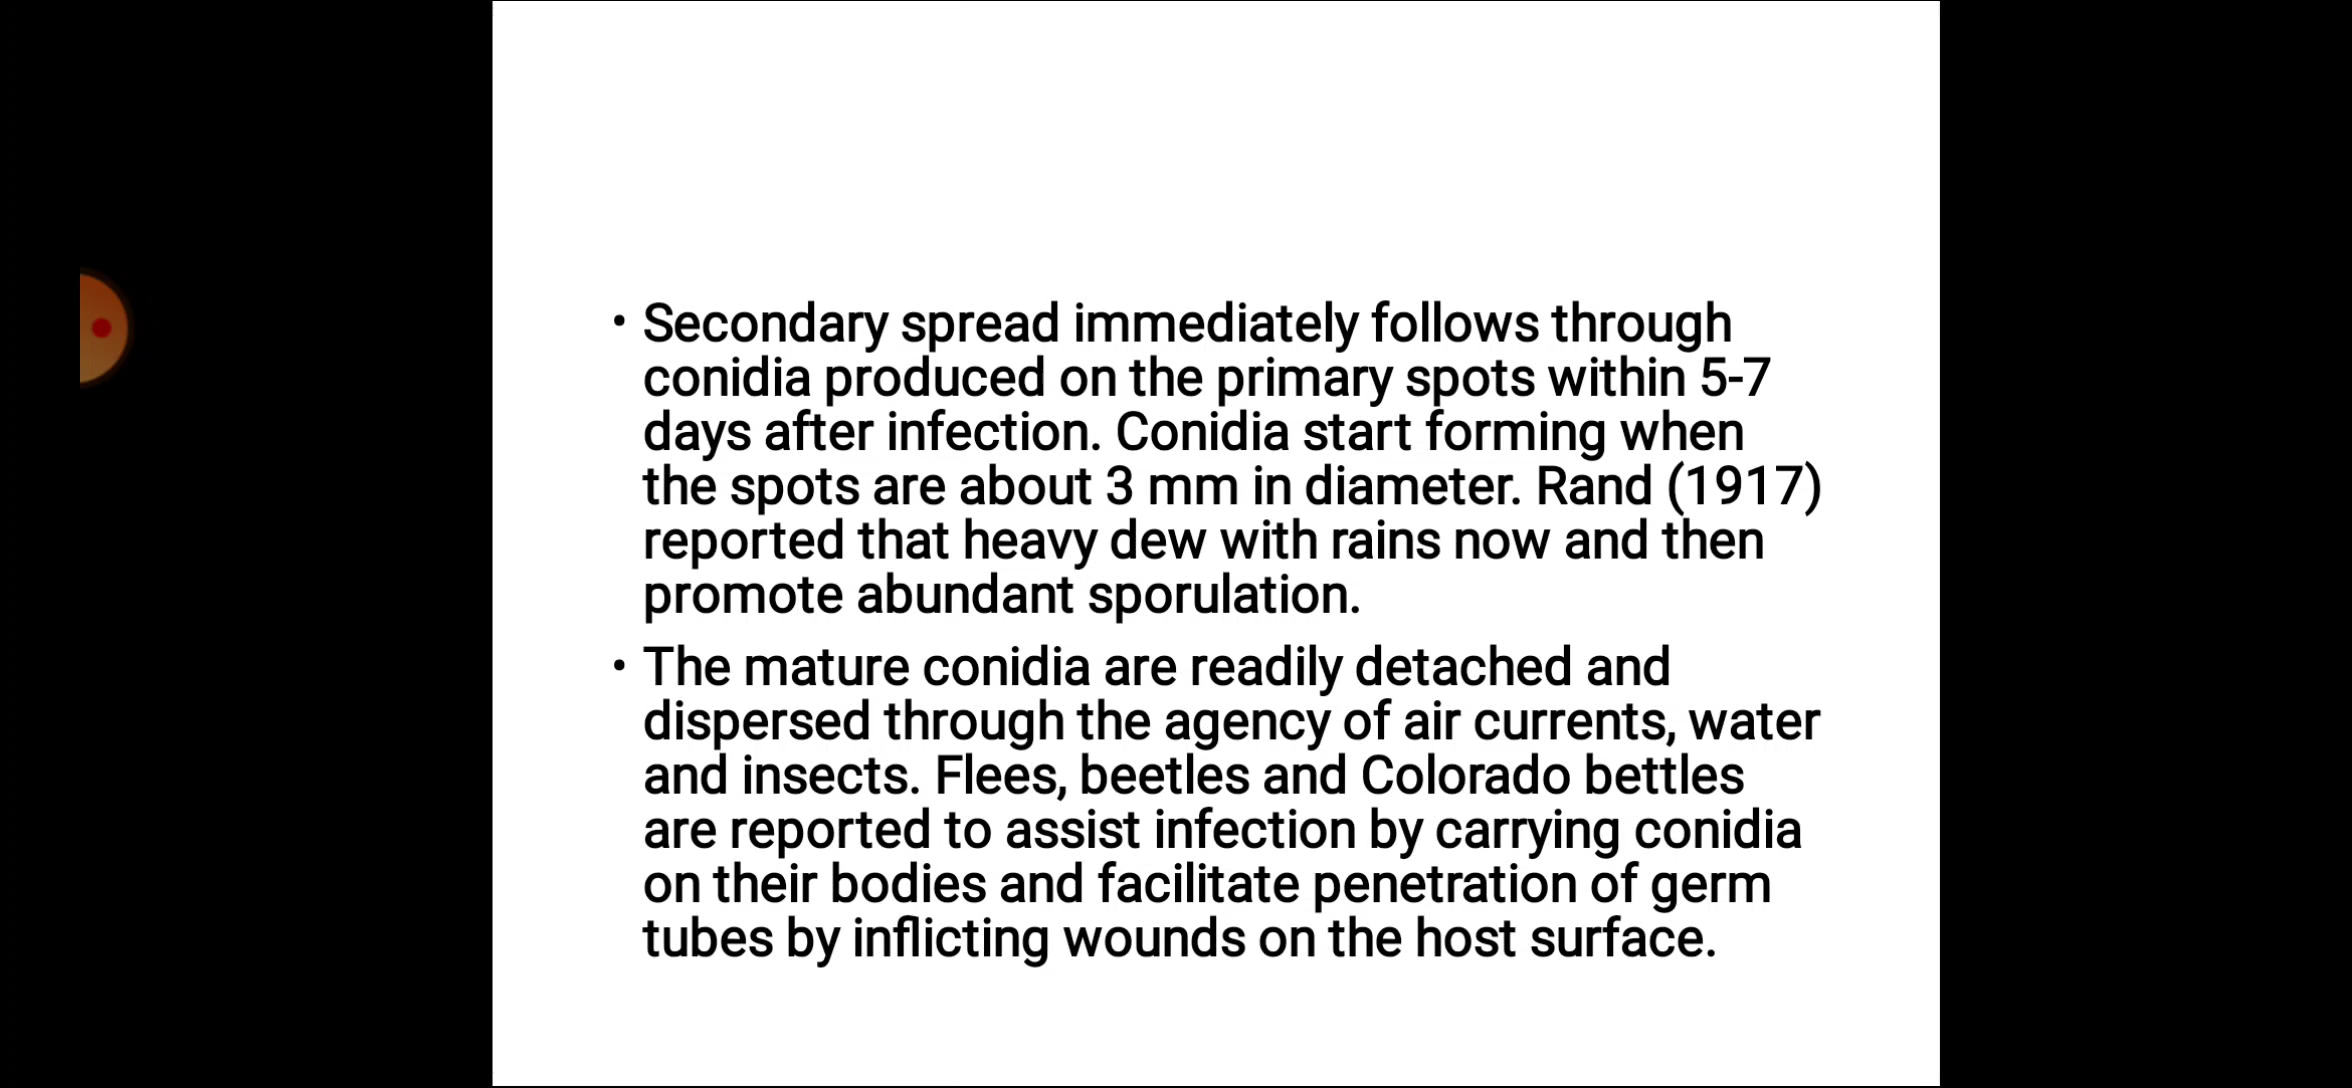 • Secondary spread immediately follows through
conidia produced on the primary spots within 5-7
days after infection. Conidia start forming when
the spots are about 3 mm in diameter. Rand (1917)
reported that heavy dew with rains now and then
promote abundant sporulation.
• The mature conidia are readily detached and
dispersed through the agency of air currents, water
and insects. Flees, beetles and Colorado bettles
are reported to assist infection by carrying conidia
on their bodies and facilitate penetration of germ
tubes by inflicting wounds on the host surface.